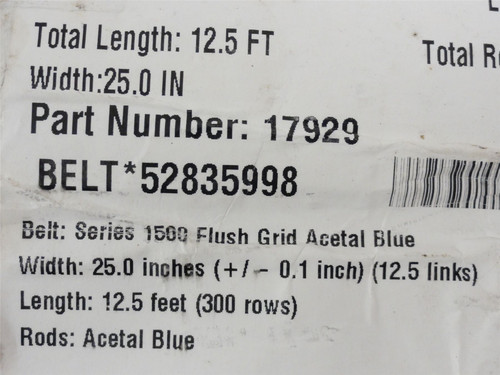 L
Total Length: 12.5 FT
Total R
Width:25.0 IN
Part Number: 17929
BELT*52835998
Belt: Series 1500 Flush Grid Acetal Blue
Width: 25.0 inches (+/- 0.1 inch) (12.5 links)
Length: 12.5 feet (300 rows)
Rods: Acetal Blue